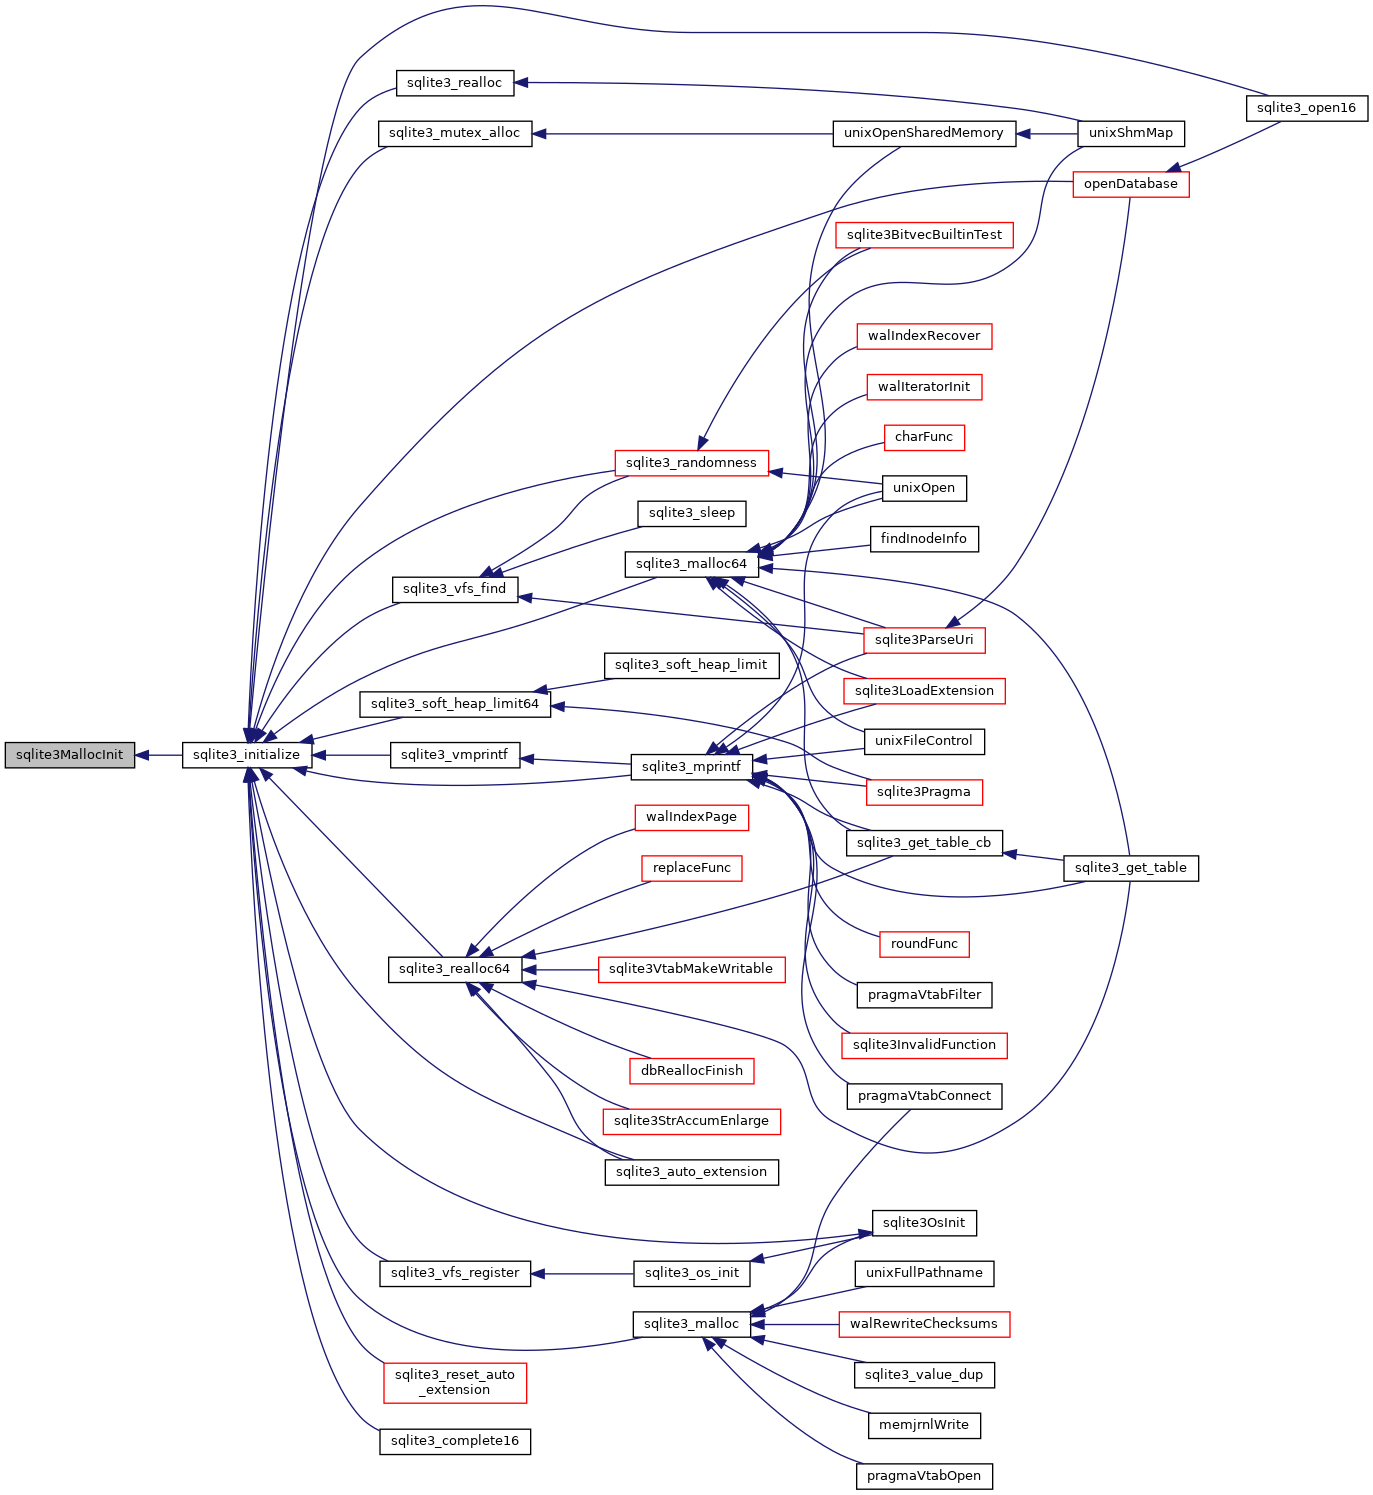 sqlite3_realloc
sqlite3_open16
sqlite3_mutex_alloc
unixOpenSharedMemory
unixShmMap
openDatabase
sqlite3BitvecBuiltinTest
walIndexRecover
walIteratorInit
charFunc
sqlite3_randomness
unixOpen
sqlite3_sleep
findInodeInfo
sqlite3_malloc64
sqlite3_vfs_find
sqlite3ParseUri
sqlite3_soft_heap_limit
sqlite3LoadExtension
sqlite3_soft_heap_limit64
unixFileControl
sqlite3MallocInit
sqlite3_initialize
sqlite3_vmprintf
sqlite3_mprintf
sqlite3Pragma
walIndexPage
sqlite3_get_table_cb
replaceFunc
sqlite3_get_table
roundFunc
sqlite3_realloc64
sqlite3VtabMakeWritable
pragmaVtabFilter
sqlite3InvalidFunction
dbReallocFinish
pragmaVtabConnect
sqlite3StrAccumEnlarge
sqlite3_auto_extension
sqlite3OsInit
sqlite3_vfs_register
sqlite3_os_init
unixFullPathname
sqlite3_malloc
walRewriteChecksums
sqlite3_reset_auto
_extension
sqlite3_value_dup
memjrnlWrite
sqlite3_complete16
pragmaVtabOpen